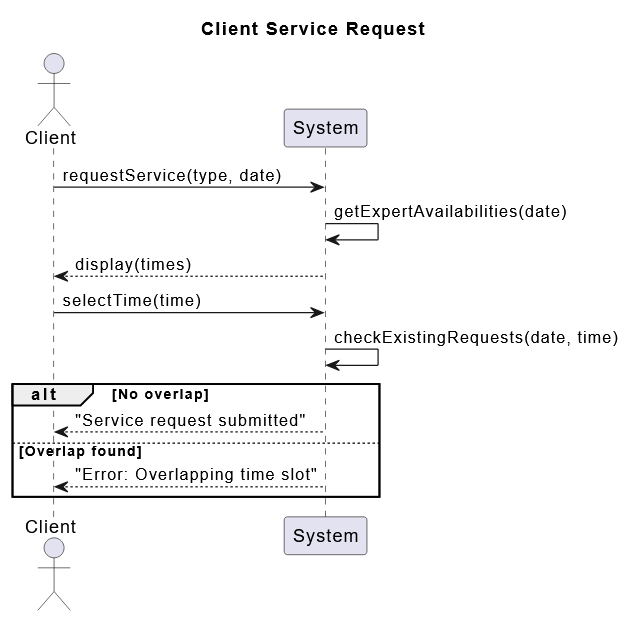 Client Service Request
Client
System
requestService(type, date)
getExpertAvailabilities(date)
display(times)
selectTime(time)
checkExistingRequests(date, time)
alt [No overlap]
"Service request submitted"
[Overlap found]
"Error: Overlapping time slot"
Client
System